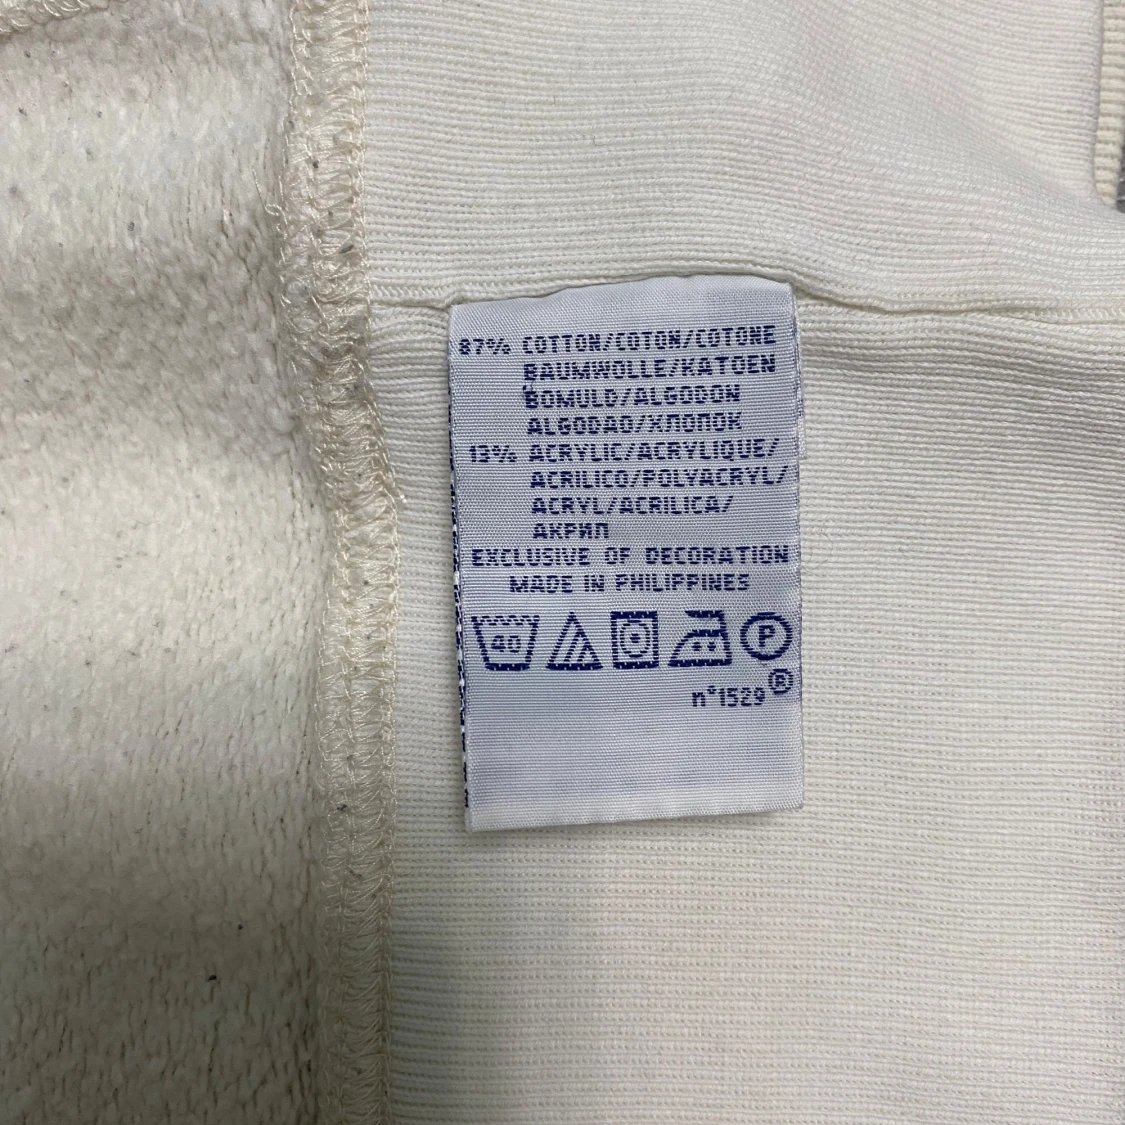 87% COTTON/COTON/COTONE
BAUMWOLLE/KATOEN
BOMULD/ALGODON
ALGODAO/ХЛОПОК
13% ACRYLIC/ACRYLIQUE/
ACRILICO/POLYACRYL/
ACRYL/ACRILICA/
АКРИЛ
EXCLUSIVE OF DECORATION
MADE IN PHILIPPINES
40 P
n°1529®